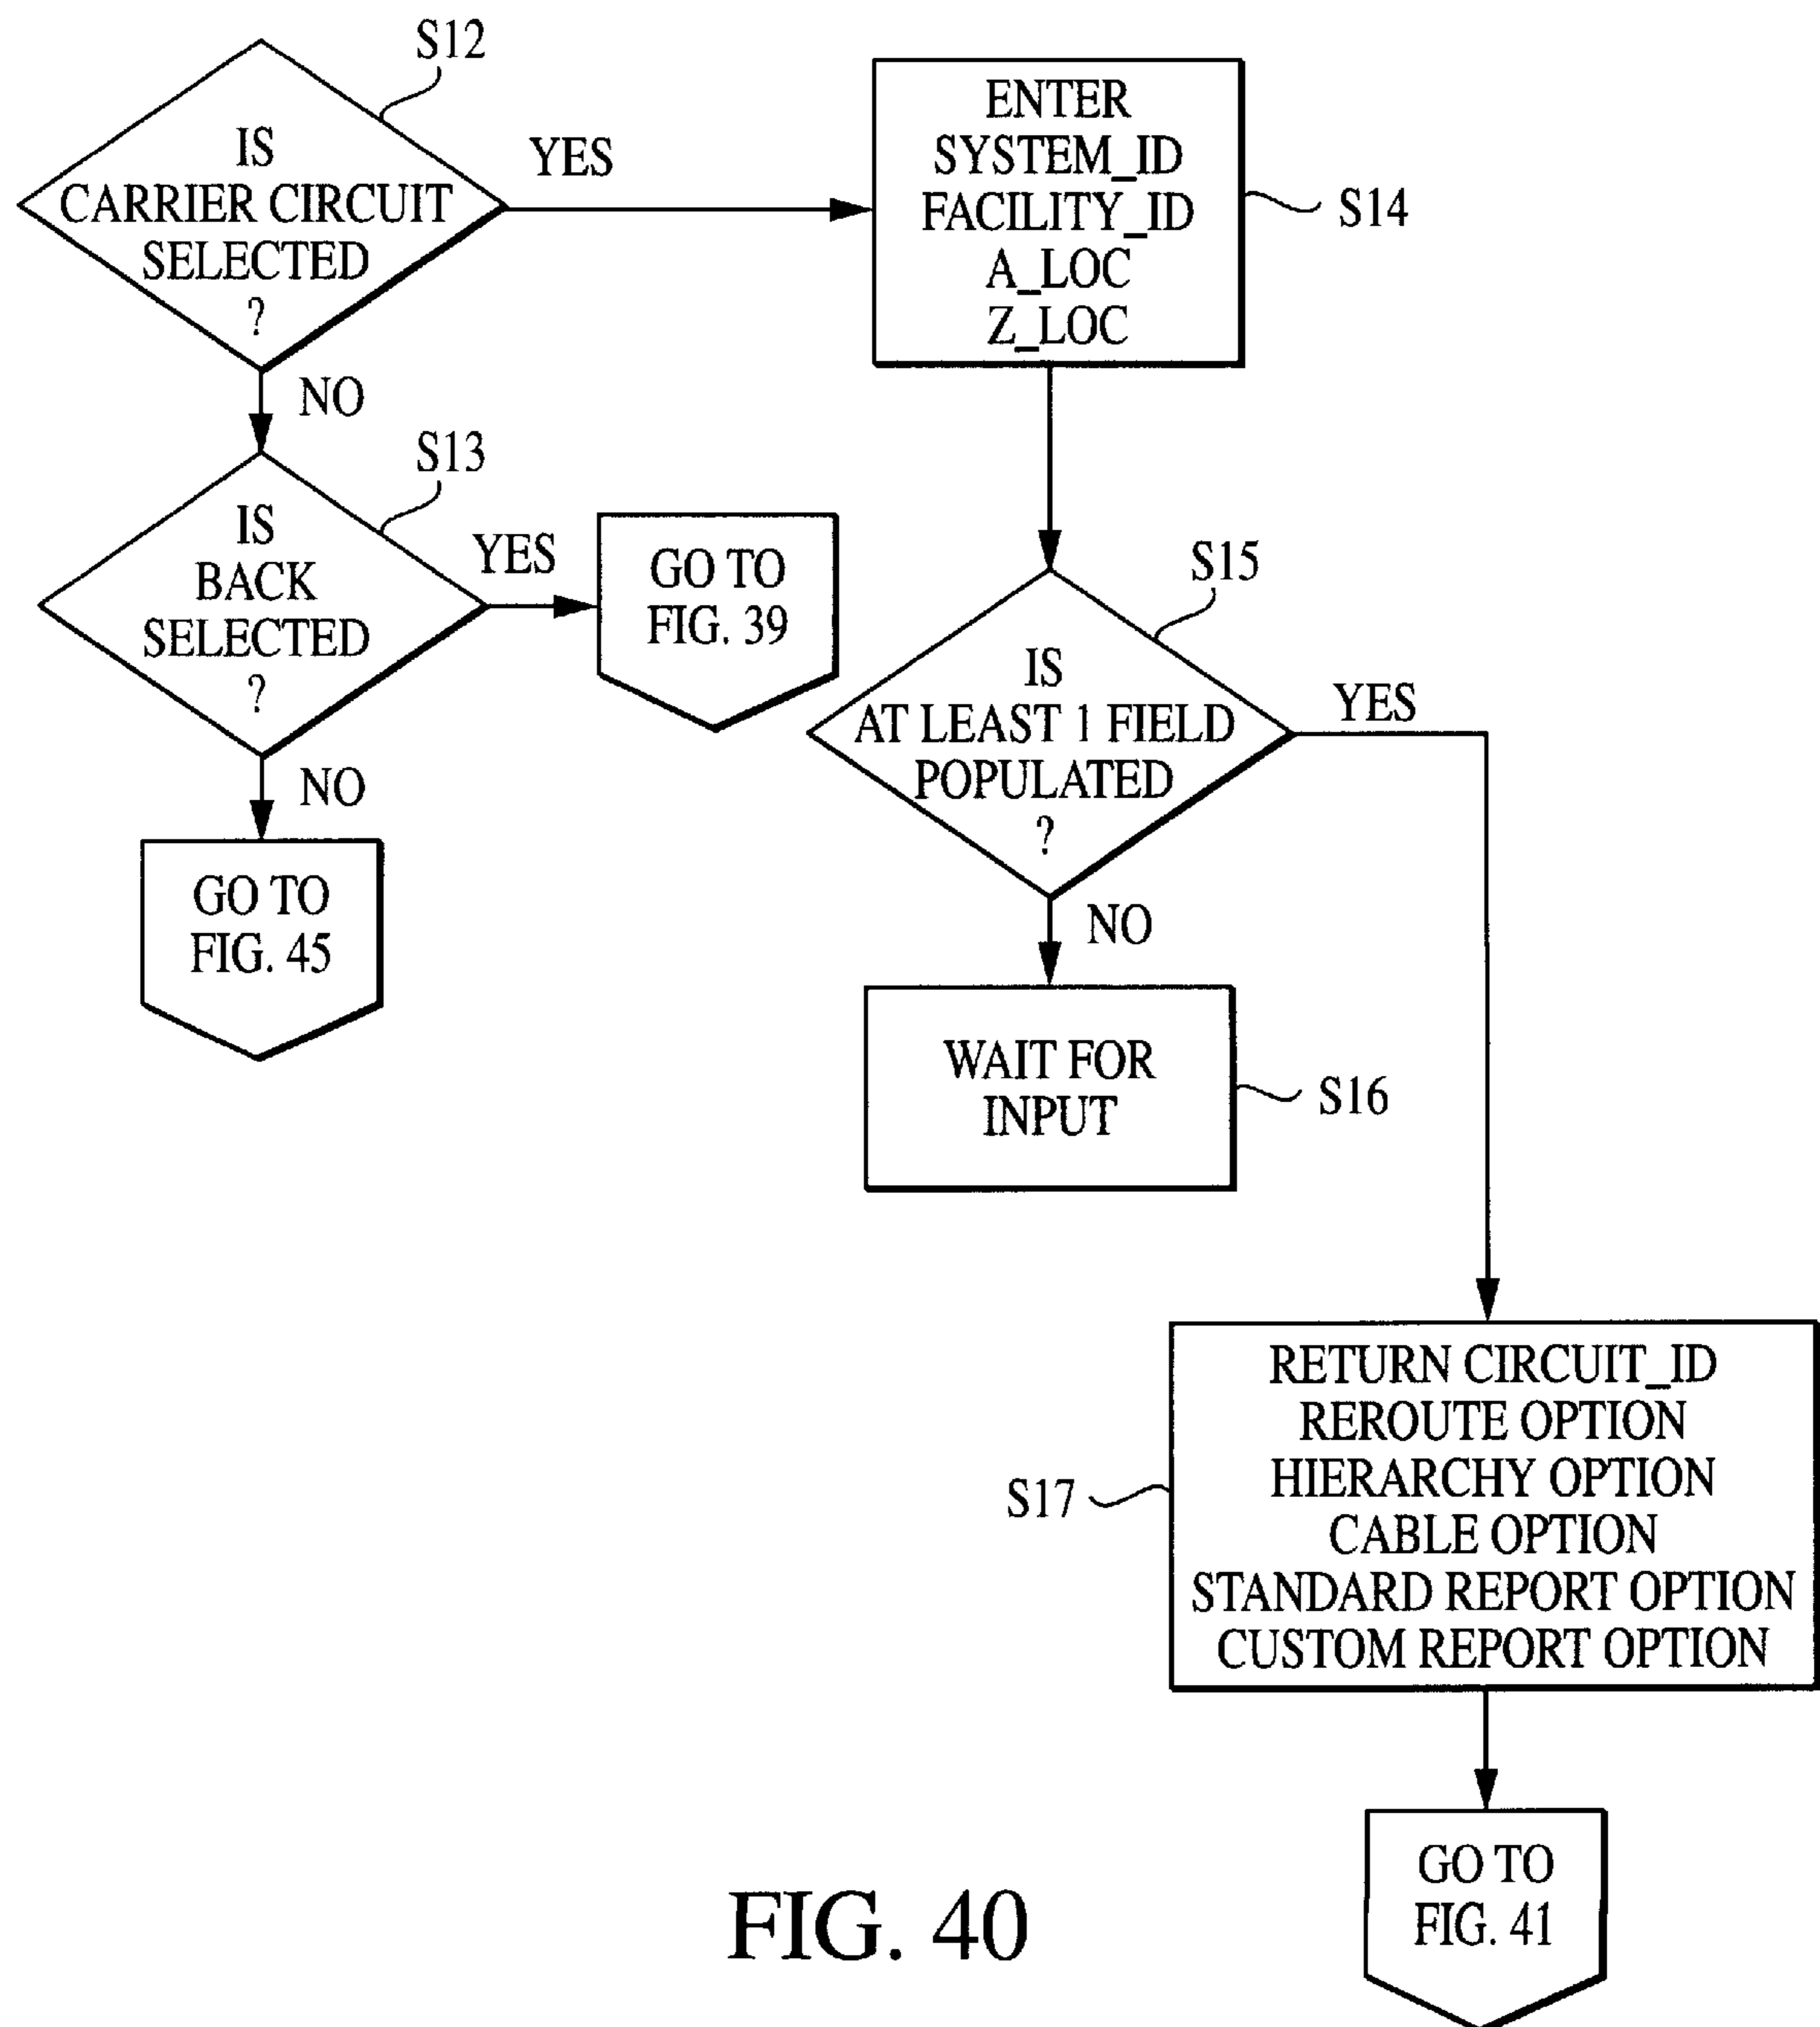 S12
IS
CARRIER CIRCUIT
SELECTED
?
YES
NO
ENTER
SYSTEM_ID
FACILITY_ID
A_LOC
Z_LOC
S14
S13
IS
BACK
SELECTED
?
YES
NO
GO TO
FIG. 39
GO TO
FIG. 45
S15
IS
AT LEAST 1 FIELD
POPULATED
?
YES
NO
WAIT FOR
INPUT
S16
RETURN CIRCUIT_ID
REROUTE OPTION
HIERARCHY OPTION
CABLE OPTION
STANDARD REPORT OPTION
CUSTOM REPORT OPTION
S17
GO TO
FIG. 41
FIG. 40